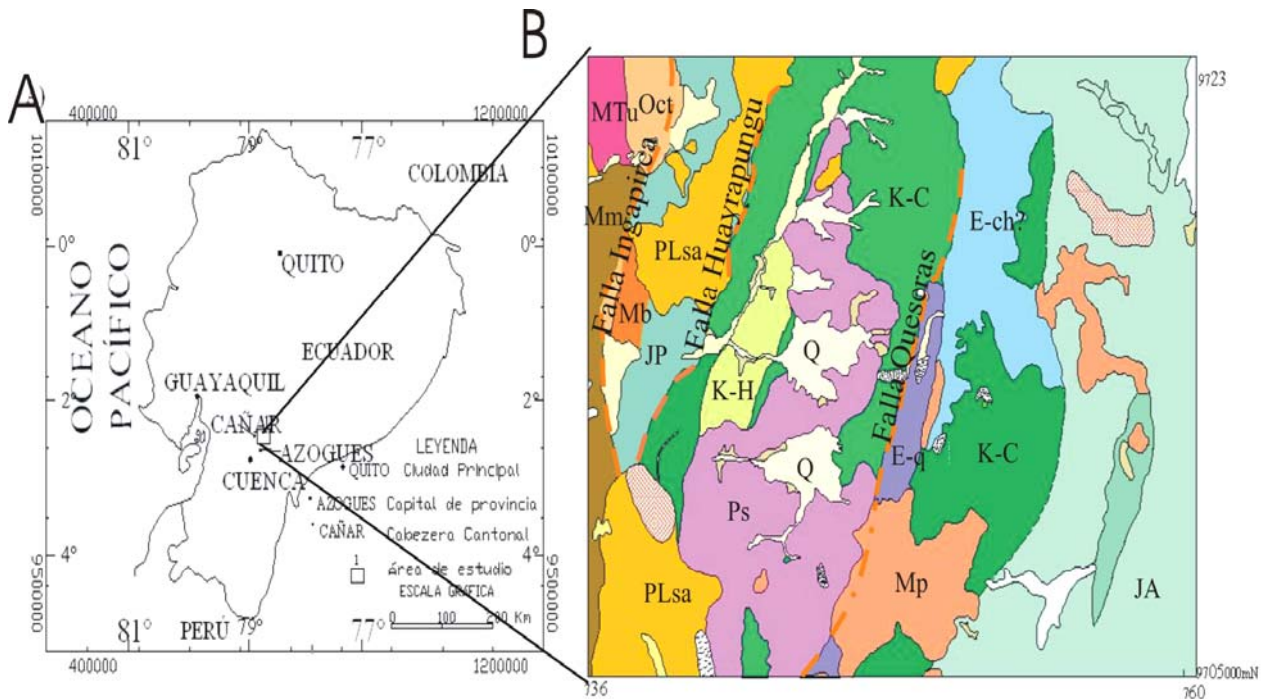 A
400000
1200000
81°
79°
77°
10100000
10100000
COLOMBIA
0°
0°
QUITO
OCEANO
PACÍFICO
ECUADOR
GUAYAQUIL
2°
2°
CAÑAR
AZOGUES
CUENCA
LEYENDA
QUITO Ciudad Principal
AZOGUES Capital de provincia
CAÑAR Cabezera Cantonal
1
Área de estudio
ESCALA GRAFICA
0 100 200 Km
4°
4°
9500000
9500000
PERÚ
81°
79°
77°
400000
1200000
B
9723
MTu
Oct
Falla Ingapirca
Falla Huayrapungu
Falla Quesoras
K-C
Mm
PLsa
E-ch?
Mb
JP
Q
K-H
K-C
E-q
Q
Ps
Mp
PLsa
JA
9705000mN
736
760